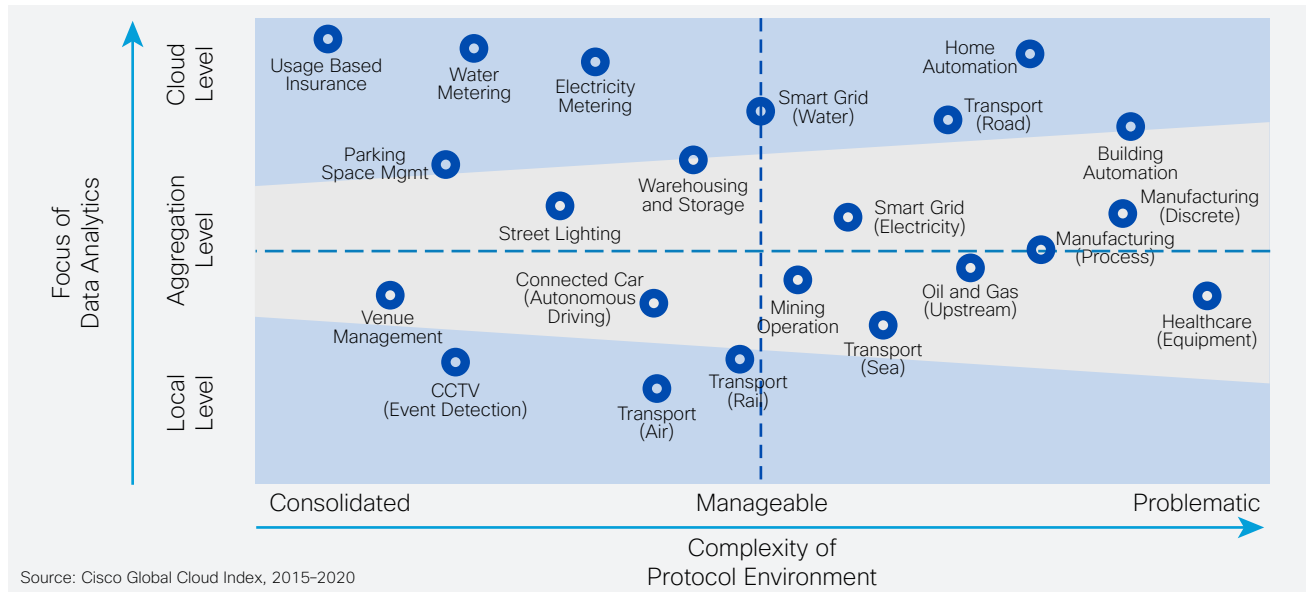 Focus of
Data Analytics
Cloud
Level
Aggregation
Level
Local
Level
Usage Based
Insurance
Water
Metering
Electricity
Metering
Smart Grid
(Water)
Home
Automation
Transport
(Road)
Building
Automation
Parking
Space Mgmt
Warehousing
and Storage
Street Lighting
Smart Grid
(Electricity)
Manufacturing
(Discrete)
Manufacturing
(Process)
Venue
Management
Connected Car
(Autonomous
Driving)
Mining
Operation
Oil and Gas
(Upstream)
Transport
(Sea)
Healthcare
(Equipment)
CCTV
(Event Detection)
Transport
(Air)
Transport
(Rail)
Consolidated
Manageable
Problematic
Complexity of
Protocol Environment
Source: Cisco Global Cloud Index, 2015–2020